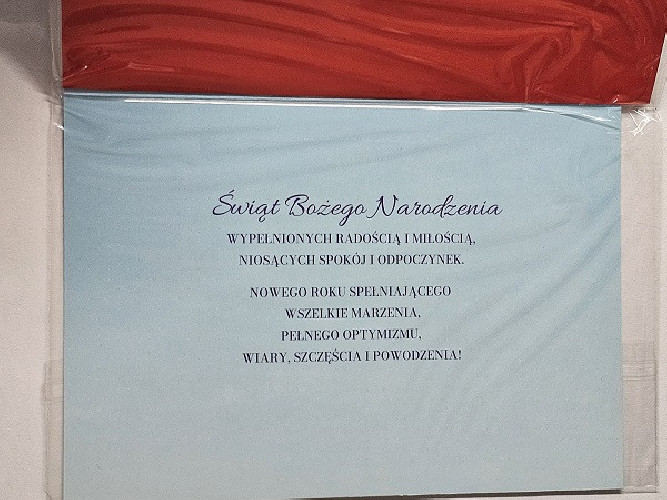 Świąt Bożego Narodzenia
WYPEŁNIONYCH RADOŚCIĄ I MIŁOŚCIĄ,
NIOSĄCYCH SPOKÓJ I ODPOCZYNEK.
NOWEGO ROKU SPEŁNIAJĄCEGO
WSZELKIE MARZENIA,
PEŁNEGO OPTYMIZMU,
WIARY, SZCZĘŚCIA I POWODZENIA!